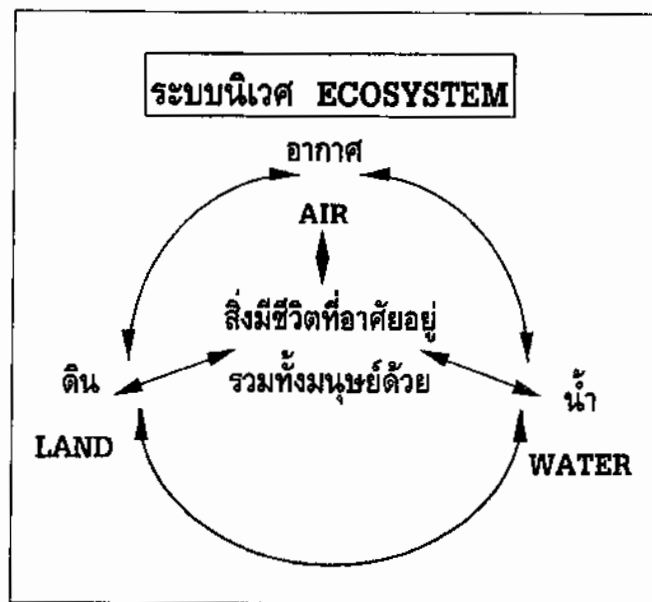 ระบบนิเวศ ECOSYSTEM
อากาศ
AIR
สิ่งมีชีวิตที่อาศัยอยู่
รวมทั้งมนุษย์ด้วย
ดิน
LAND
น้ำ
WATER